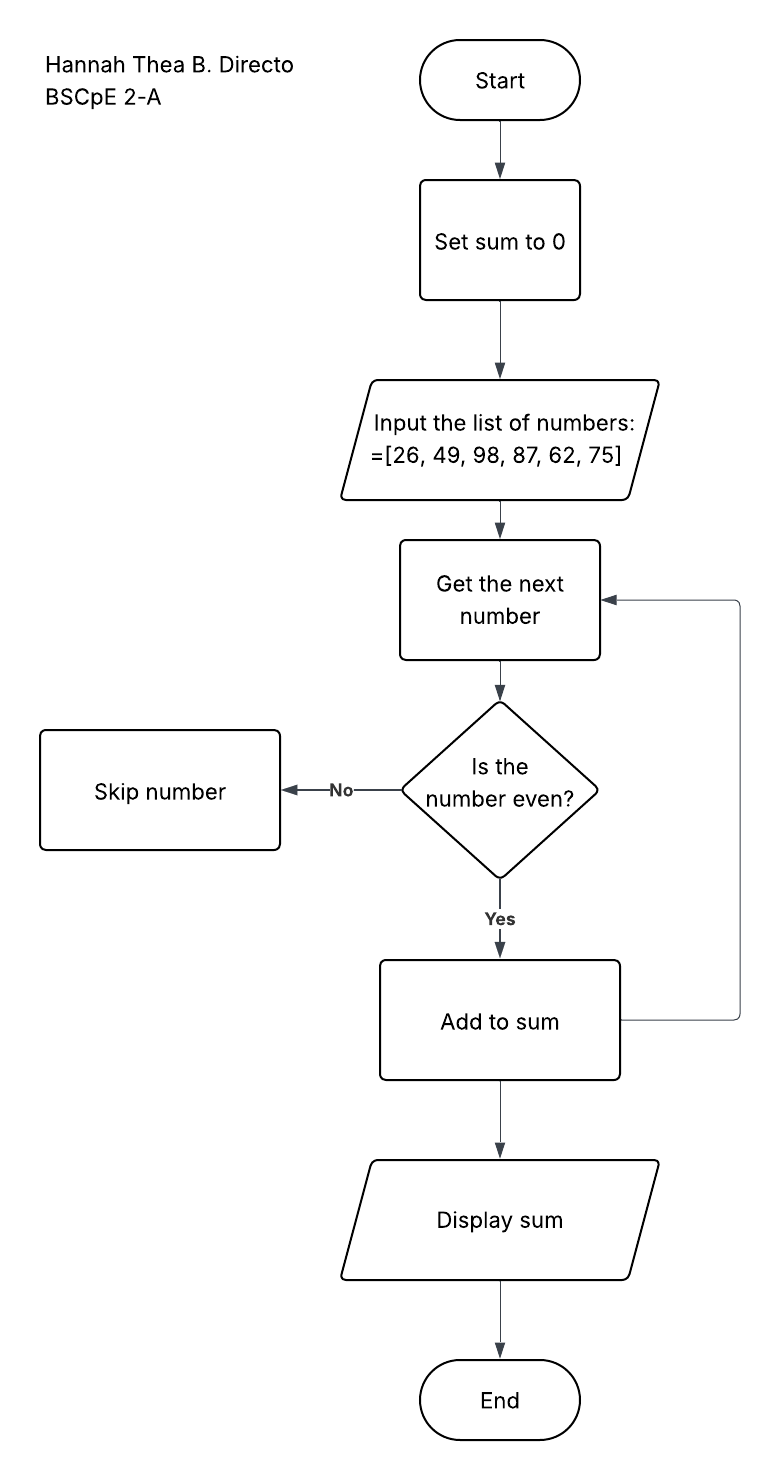 Hannah Thea B. Directo
BSCpE 2-A
Start
Set sum to 0
Input the list of numbers:
=[26, 49, 98, 87, 62, 75]
Get the next
number
Is the
number even?
No
Skip number
Yes
Add to sum
Display sum
End